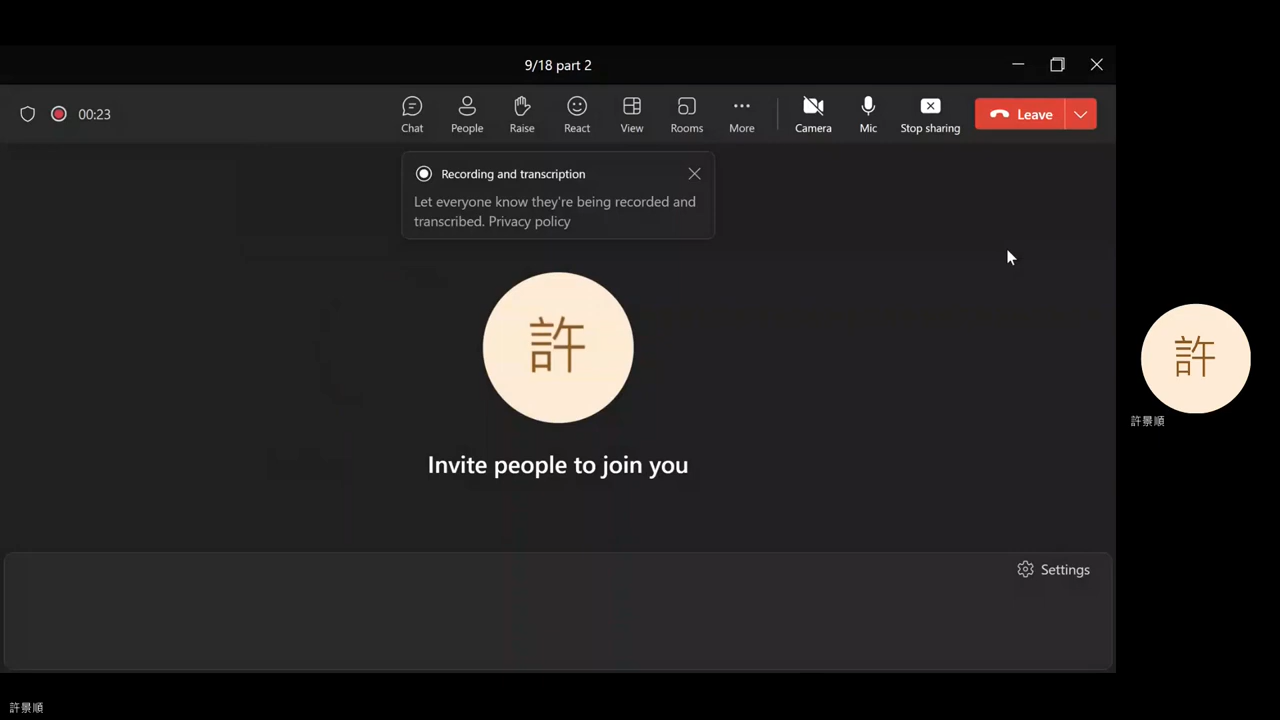 9/18 part 2
00:23
Chat
People
Raise
React
View
Rooms
More
Camera
Mic
Stop sharing
Leave
Recording and transcription
Let everyone know they're being recorded and
transcribed. Privacy policy
許
Invite people to join you
許
許景順
Settings
許景順